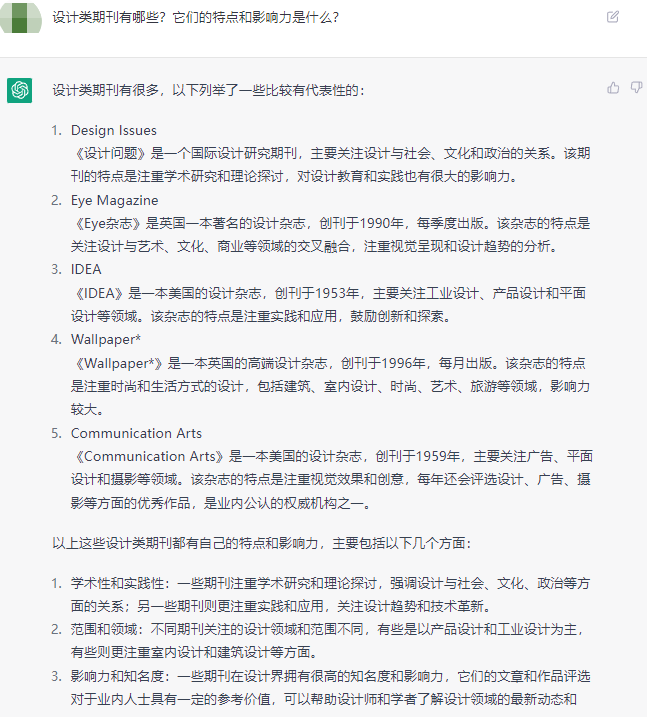 设计类期刊有哪些？它们的特点和影响力是什么？
设计类期刊有很多，以下列举了一些比较有代表性的：
1. Design Issues
《设计问题》是一个国际设计研究期刊，主要关注设计与社会、文化和政治的关系。该期
刊的特点是注重学术研究和理论探讨，对设计教育和实践也有很大的影响力。
2. Eye Magazine
《Eye杂志》是英国一本著名的设计杂志，创刊于1990年，每季度出版。该杂志的特点是
关注设计与艺术、文化、商业等领域的交叉融合，注重视觉呈现和设计趋势的分析。
3. IDEA
《IDEA》是一本美国的设计杂志，创刊于1953年，主要关注工业设计、产品设计和平面
设计等领域。该杂志的特点是注重实践和应用，鼓励创新和探索。
4. Wallpaper*
《Wallpaper*》是一本英国的高端设计杂志，创刊于1996年，每月出版。该杂志的特点
是注重时尚和生活方式的设计，包括建筑、室内设计、时尚、艺术、旅游等领域，影响力
较大。
5. Communication Arts
《Communication Arts》是一本美国的设计杂志，创刊于1959年，主要关注广告、平面
设计和摄影等领域。该杂志的特点是注重视觉效果和创意，每年还会评选设计、广告、摄
影等方面的优秀作品，是业内公认的权威机构之一。
以上这些设计类期刊都有自己的特点和影响力，主要包括以下几个方面：
1. 学术性和实践性：一些期刊注重学术研究和理论探讨，强调设计与社会、文化、政治等方
面的关系；另一些期刊则更注重实践和应用，关注设计趋势和技术革新。
2. 范围和领域：不同期刊关注的设计领域和范围不同，有些是以产品设计和工业设计为主，
有些则更注重室内设计和建筑设计等方面。
3. 影响力和知名度：一些期刊在设计界拥有很高的知名度和影响力，它们的文章和作品评选
对于业内人士具有一定的参考价值，可以帮助设计师和学者了解设计领域的最新动态和